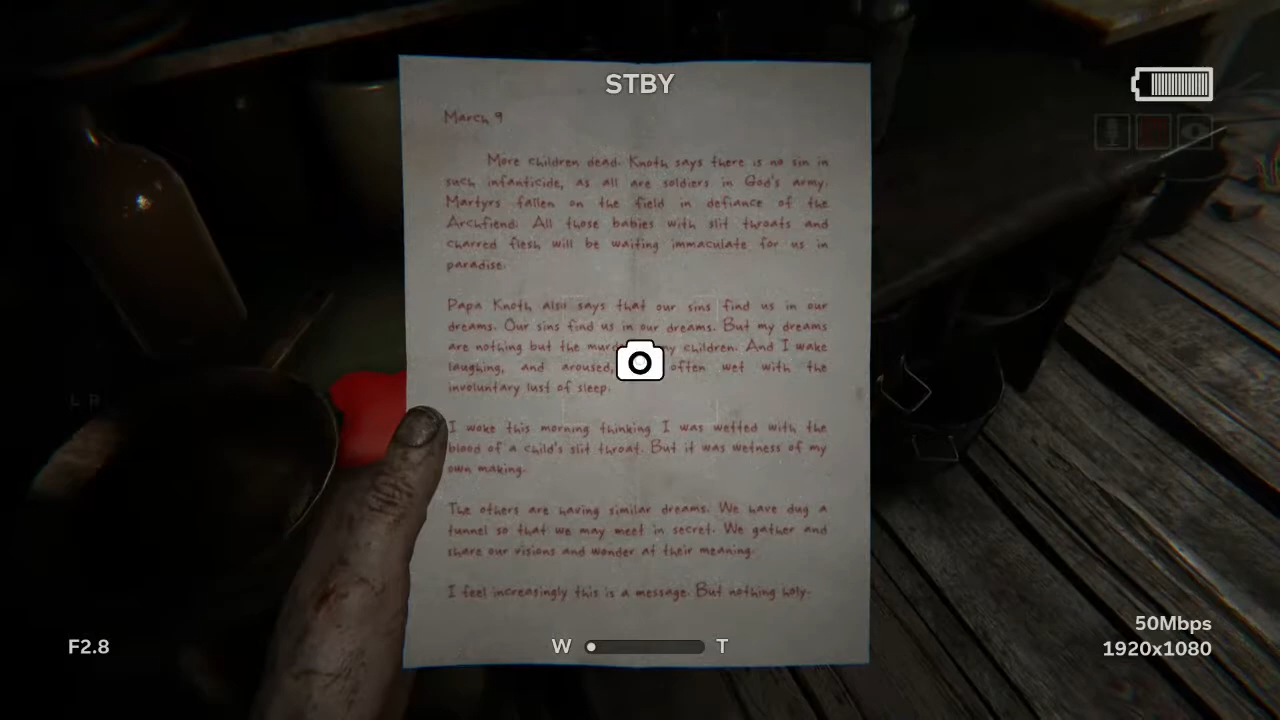 STBY
March 9
More children dead. Knoth says there is no sin in
such infanticide, as all are soldiers in God's army.
Martyrs fallen on the field in defiance of the
Archfiend. All those babies with slit throats and
charred flesh will be waiting immaculate for us in
paradise.
Papa Knoth also says that our sins find us in our
dreams. Our sins find us in our dreams. But my dreams
are nothing but the my children. And I wake
laughing, and aroused, often wet with the
involuntary lust of sleep.
I woke this morning thinking I was wetted with the
blood of a child's slit throat. But it was wetness of my
own making.
The others are having similar dreams. We have dug a
tunnel so that we may meet in secret. We gather and
share our visions and wonder at their meaning.
I feel increasingly this is a message. But nothing holy-
L R
F2.8
W T
50Mbps
1920x1080